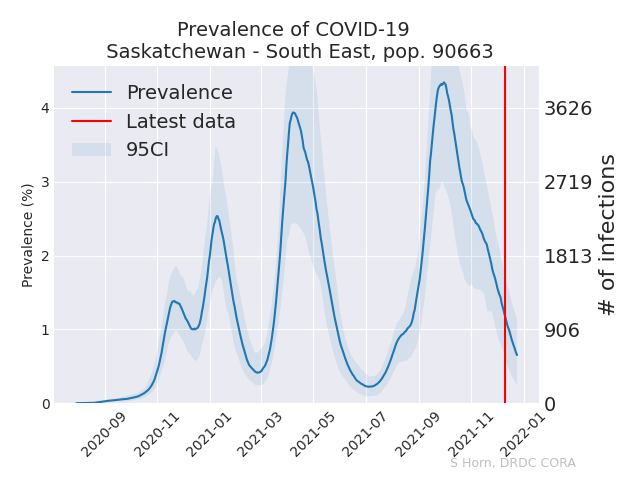 Prevalence of COVID-19
Saskatchewan - South East, pop. 90663
Prevalence
Latest data
95CI
Prevalence (%)
4
3
2
1
0
3626
2719
1813
906
0
# of infections
2020-09
2020-11
2021-01
2021-03
2021-05
2021-07
2021-09
2021-11
2022-01
S Horn, DRDC CORA